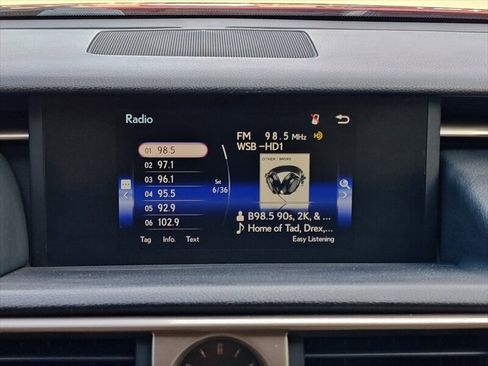 Radio
FM 98.5 MHz
WSB -HD1
01 98.5
02 97.1
03 96.1
04 95.5
05 92.9
06 102.9
Set
6/36
OTHER / MORE
B98.5 90s, 2K, & ...
Home of Tad, Drex,...
Easy Listening
Tag Info. Text